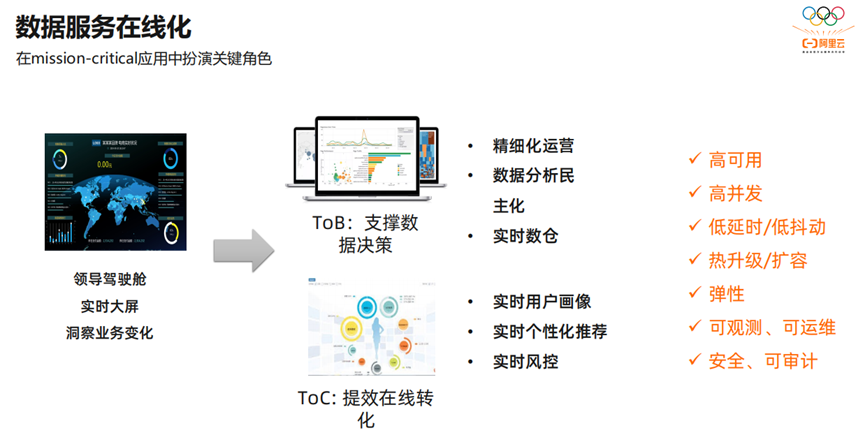 数据服务在线化
在mission-critical应用中扮演关键角色
阿里云
领导驾驶舱
实时大屏
洞察业务变化
ToB：支撑数
据决策
• 精细化运营
• 数据分析民
主化
• 实时数仓
ToC: 提效在线转
化
• 实时用户画像
• 实时个性化推荐
• 实时风控
✓ 高可用
✓ 高并发
✓ 低延时/低抖动
✓ 热升级/扩容
✓ 弹性
✓ 可观测、可运维
✓ 安全、可审计